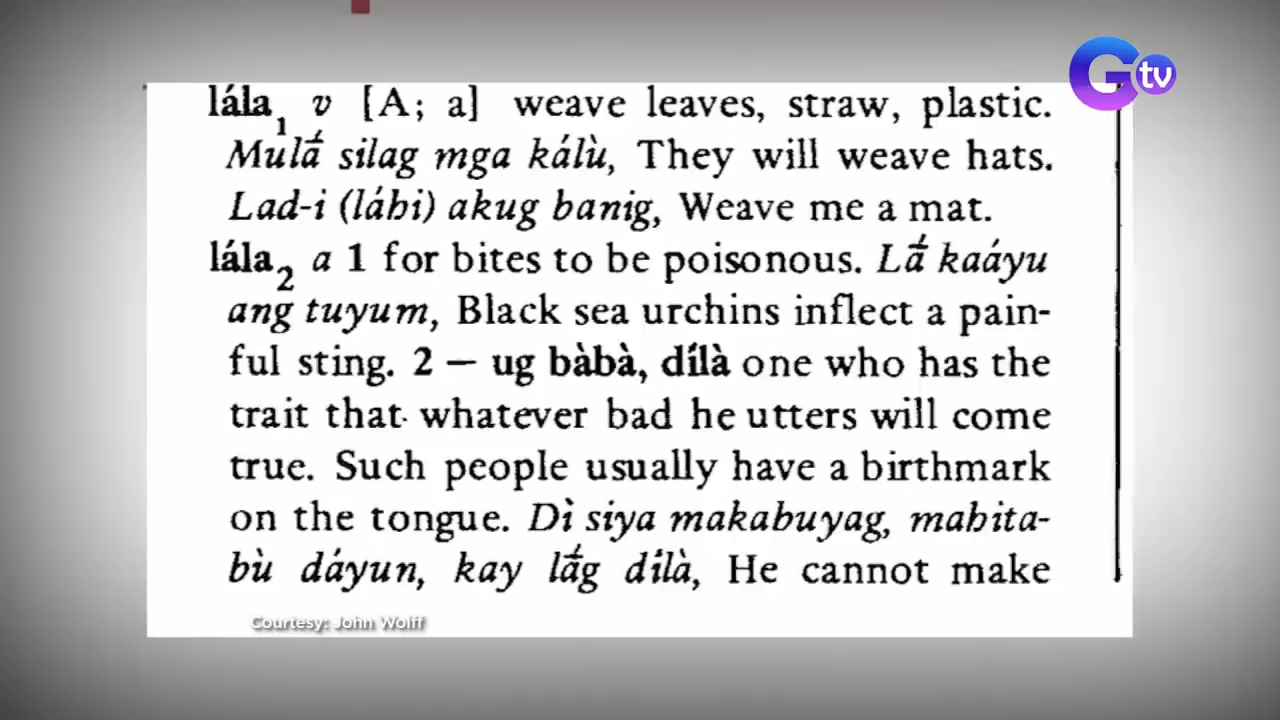 Gtv
lála₁ v [A; a] weave leaves, straw, plastic.
Mulā́ silag mga kálù, They will weave hats.
Lad-i (láhi) akug banig, Weave me a mat.
lála₂ a 1 for bites to be poisonous. Lā́ kaáyu
ang tuyum, Black sea urchins inflect a pain-
ful sting. 2 — ug bàbà, dílà one who has the
trait that whatever bad he utters will come
true. Such people usually have a birthmark
on the tongue. Dì siya makabuyag, mahita-
bù dáyun, kay lā́g dílà, He cannot make
Courtesy: John Wolff